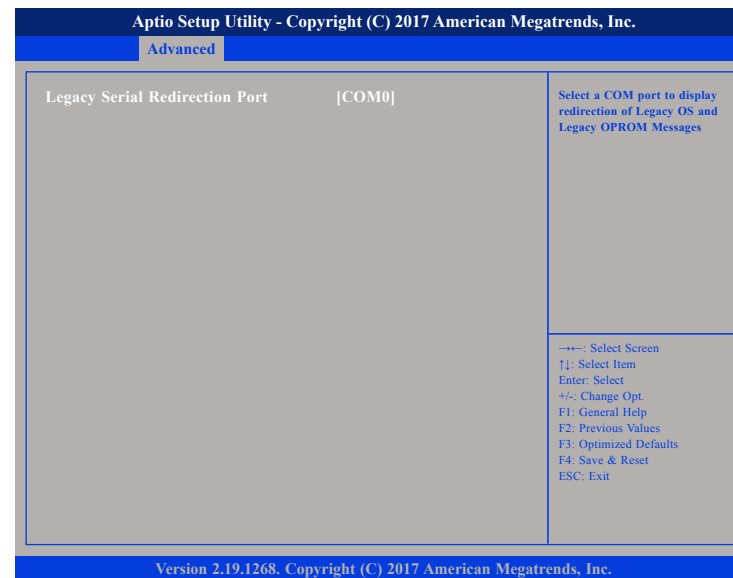 Aptio Setup Utility - Copyright (C) 2017 American Megatrends, Inc.
Advanced
Legacy Serial Redirection Port [COM0]
Select a COM port to display
redirection of Legacy OS and
Legacy OPROM Messages
→←: Select Screen
↑↓: Select Item
Enter: Select
+/-: Change Opt.
F1: General Help
F2: Previous Values
F3: Optimized Defaults
F4: Save & Reset
ESC: Exit
Version 2.19.1268. Copyright (C) 2017 American Megatrends, Inc.